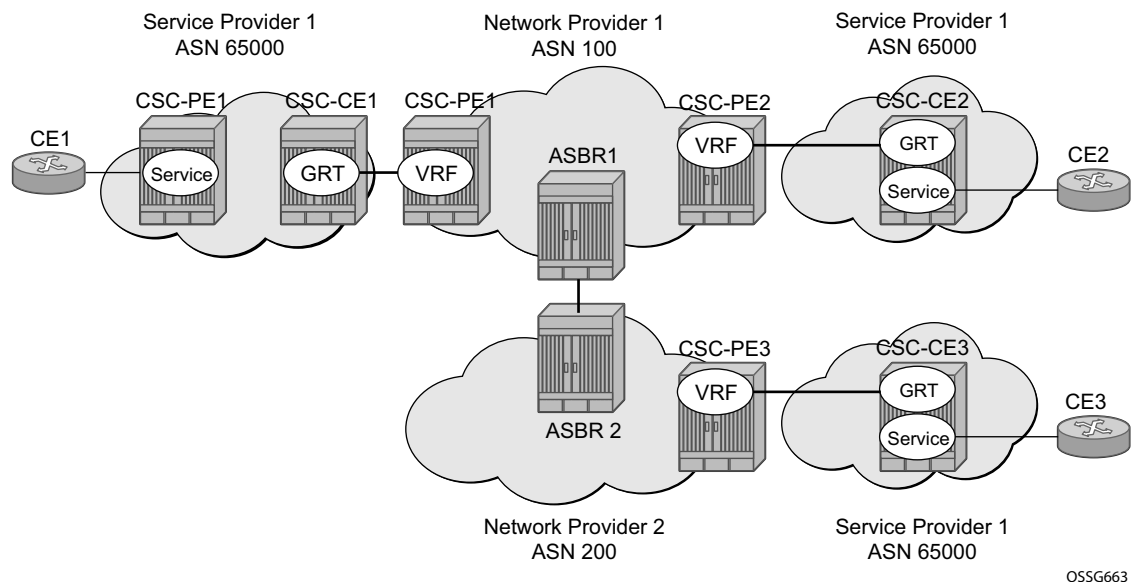 Service Provider 1
ASN 65000
Network Provider 1
ASN 100
Service Provider 1
ASN 65000
CSC-PE1
CSC-CE1
CSC-PE1
CSC-PE2
CSC-CE2
CE1
Service
GRT
VRF
ASBR1
VRF
GRT
Service
CE2
ASBR 2
CSC-PE3
CSC-CE3
VRF
GRT
Service
CE3
Network Provider 2
ASN 200
Service Provider 1
ASN 65000
OSSG663